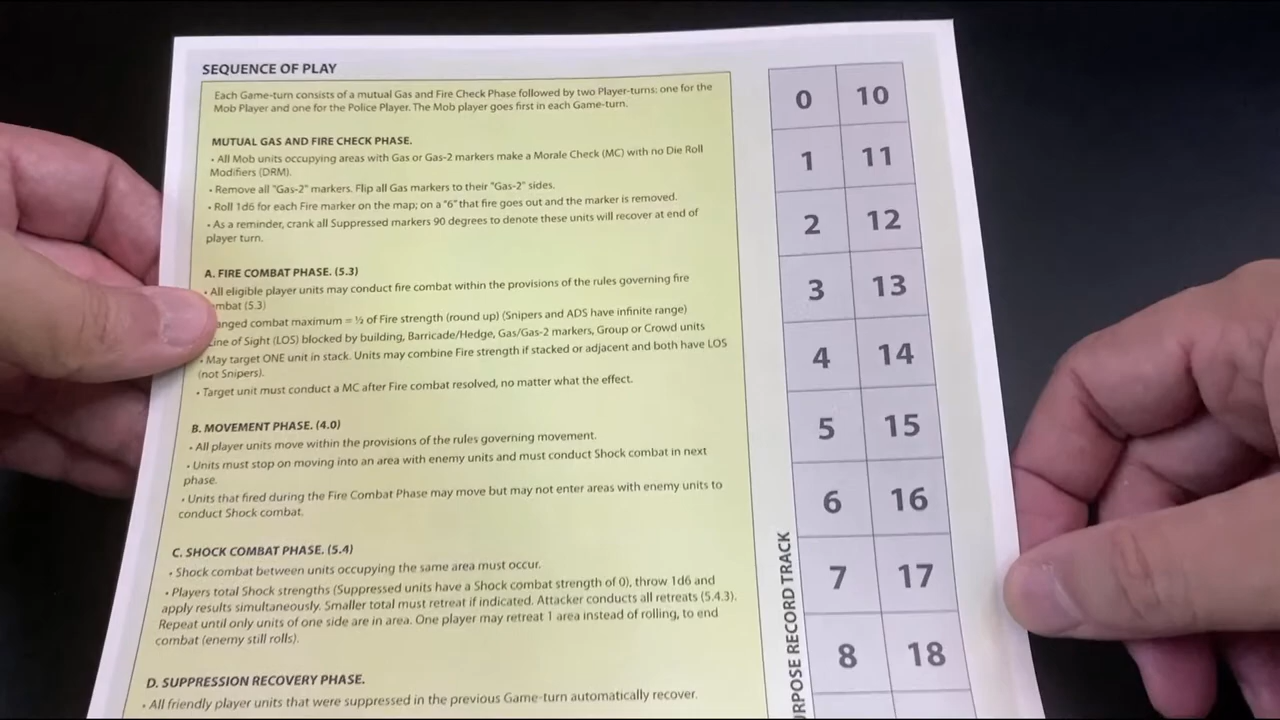 SEQUENCE OF PLAY
Each Game-turn consists of a mutual Gas and Fire Check Phase followed by two Player-turns: one for the
Mob Player and one for the Police Player. The Mob player goes first in each Game-turn.
MUTUAL GAS AND FIRE CHECK PHASE.
• All Mob units occupying areas with Gas or Gas-2 markers make a Morale Check (MC) with no Die Roll
Modifiers (DRM).
• Remove all "Gas-2" markers. Flip all Gas markers to their "Gas-2" sides.
• Roll 1d6 for each Fire marker on the map; on a "6" that fire goes out and the marker is removed.
• As a reminder, crank all Suppressed markers 90 degrees to denote these units will recover at end of
player turn.
A. FIRE COMBAT PHASE. (5.3)
• All eligible player units may conduct fire combat within the provisions of the rules governing fire
mbat (5.3)
anged combat maximum = ½ of Fire strength (round up) (Snipers and ADS have infinite range)
Line of Sight (LOS) blocked by building, Barricade/Hedge, Gas/Gas-2 markers, Group or Crowd units
• May target ONE unit in stack. Units may combine Fire strength if stacked or adjacent and both have LOS
(not Snipers).
• Target unit must conduct a MC after Fire combat resolved, no matter what the effect.
B. MOVEMENT PHASE. (4.0)
• All player units move within the provisions of the rules governing movement.
• Units must stop on moving into an area with enemy units and must conduct Shock combat in next
phase.
• Units that fired during the Fire Combat Phase may move but may not enter areas with enemy units to
conduct Shock combat.
C. SHOCK COMBAT PHASE. (5.4)
• Shock combat between units occupying the same area must occur.
• Players total Shock strengths (Suppressed units have a Shock combat strength of 0), throw 1d6 and
apply results simultaneously. Smaller total must retreat if indicated. Attacker conducts all retreats (5.4.3).
Repeat until only units of one side are in area. One player may retreat 1 area instead of rolling, to end
combat (enemy still rolls).
D. SUPPRESSION RECOVERY PHASE.
• All friendly player units that were suppressed in the previous Game-turn automatically recover.
0 10
1 11
2 12
3 13
4 14
5 15
6 16
7 17
8 18
RPOSE RECORD TRACK